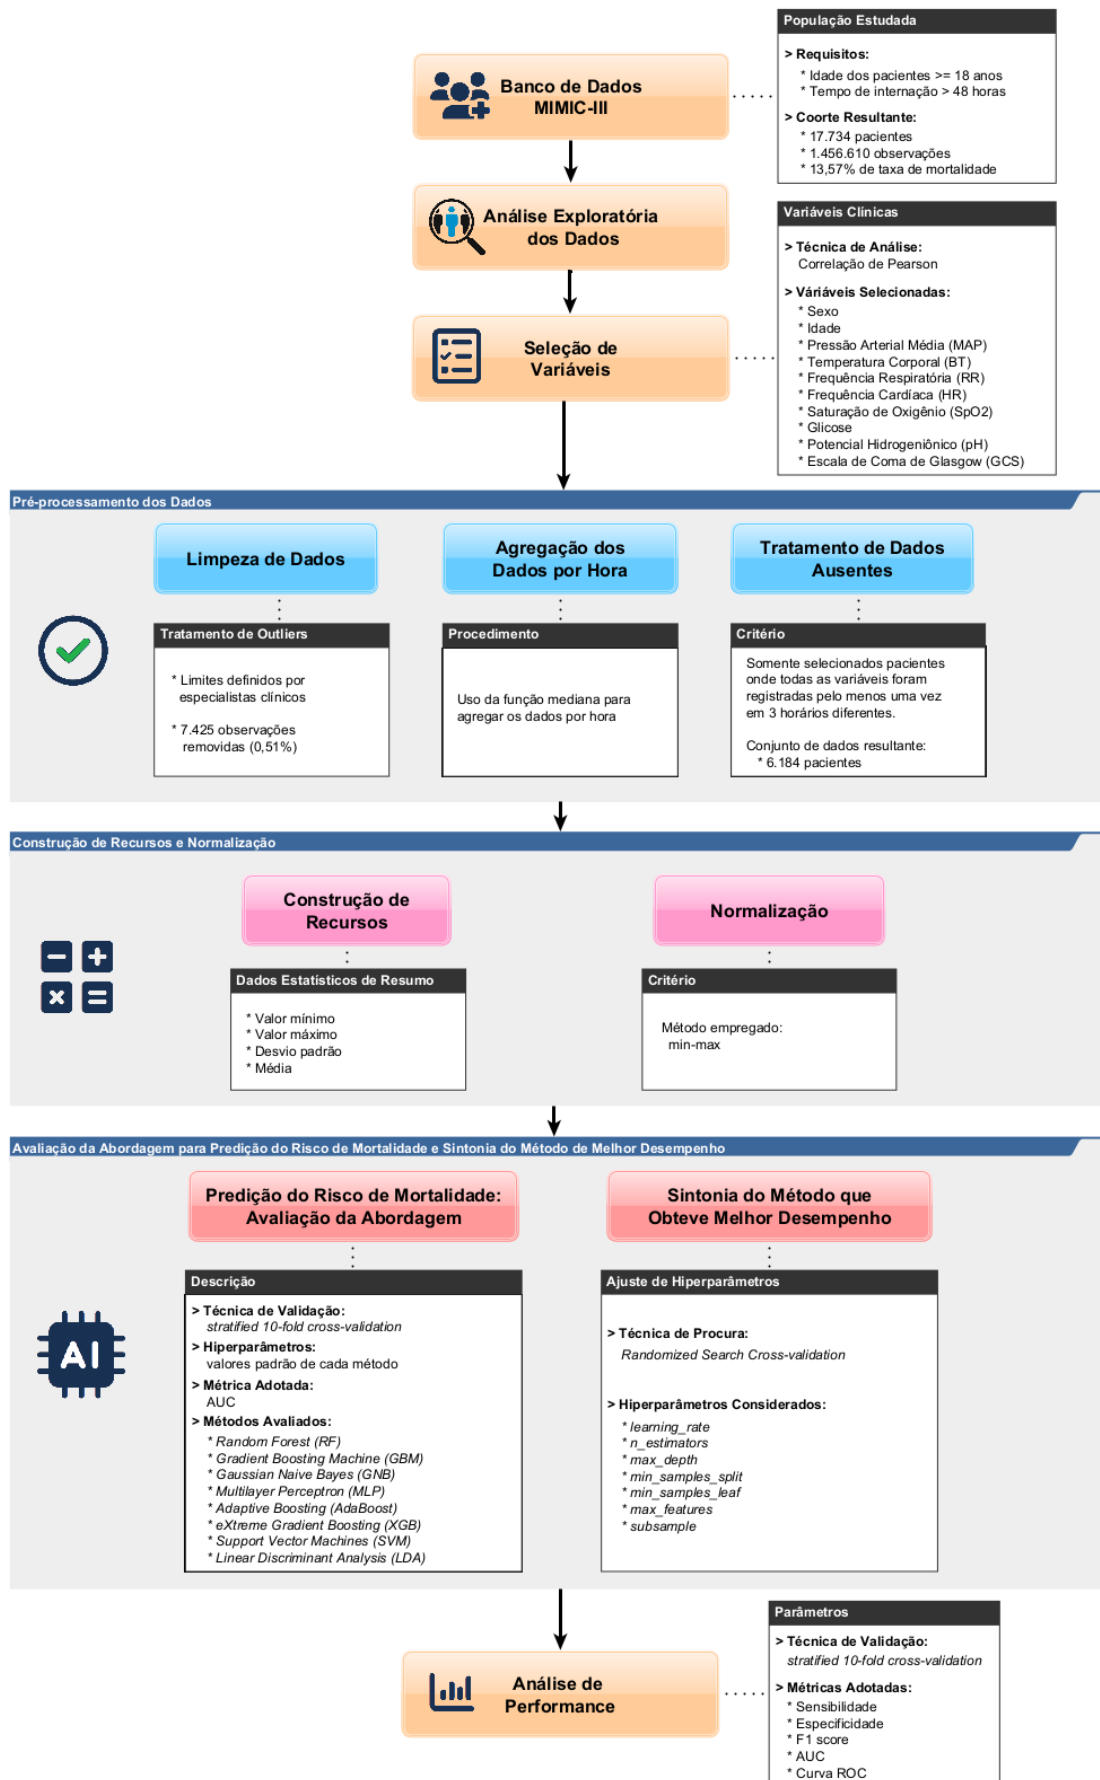 População Estudada
> Requisitos:
* Idade dos pacientes >= 18 anos
* Tempo de internação > 48 horas
> Coorte Resultante:
* 17.734 pacientes
* 1.456.610 observações
* 13,57% de taxa de mortalidade
Banco de Dados
MIMIC-III
Análise Exploratória
dos Dados
Variáveis Clínicas
> Técnica de Análise:
Correlação de Pearson
> Váriáveis Selecionadas:
* Sexo
* Idade
* Pressão Arterial Média (MAP)
* Temperatura Corporal (BT)
* Frequência Respiratória (RR)
* Frequência Cardíaca (HR)
* Saturação de Oxigênio (SpO2)
* Glicose
* Potencial Hidrogeniônico (pH)
* Escala de Coma de Glasgow (GCS)
Seleção de
Variáveis
Pré-processamento dos Dados
Limpeza de Dados
Tratamento de Outliers
* Limites definidos por
especialistas clínicos
* 7.425 observações
removidas (0,51%)
Agregação dos
Dados por Hora
Procedimento
Uso da função mediana para
agregar os dados por hora
Tratamento de Dados
Ausentes
Critério
Somente selecionados pacientes
onde todas as variáveis foram
registradas pelo menos uma vez
em 3 horários diferentes.
Conjunto de dados resultante:
* 6.184 pacientes
Construção de Recursos e Normalização
Construção de
Recursos
Dados Estatísticos de Resumo
* Valor mínimo
* Valor máximo
* Desvio padrão
* Média
Normalização
Critério
Método empregado:
min-max
Avaliação da Abordagem para Predição do Risco de Mortalidade e Sintonia do Método de Melhor Desempenho
Predição do Risco de Mortalidade:
Avaliação da Abordagem
Descrição
> Técnica de Validação:
stratified 10-fold cross-validation
> Hiperparâmetros:
valores padrão de cada método
> Métrica Adotada:
AUC
> Métodos Avaliados:
* Random Forest (RF)
* Gradient Boosting Machine (GBM)
* Gaussian Naive Bayes (GNB)
* Multilayer Perceptron (MLP)
* Adaptive Boosting (AdaBoost)
* eXtreme Gradient Boosting (XGB)
* Support Vector Machines (SVM)
* Linear Discriminant Analysis (LDA)
AI
Sintonia do Método que
Obteve Melhor Desempenho
Ajuste de Hiperparâmetros
> Técnica de Procura:
Randomized Search Cross-validation
> Hiperparâmetros Considerados:
* learning_rate
* n_estimators
* max_depth
* min_samples_split
* min_samples_leaf
* max_features
* subsample
Análise de
Performance
Parâmetros
> Técnica de Validação:
stratified 10-fold cross-validation
> Métricas Adotadas:
* Sensibilidade
* Especificidade
* F1 score
* AUC
* Curva ROC